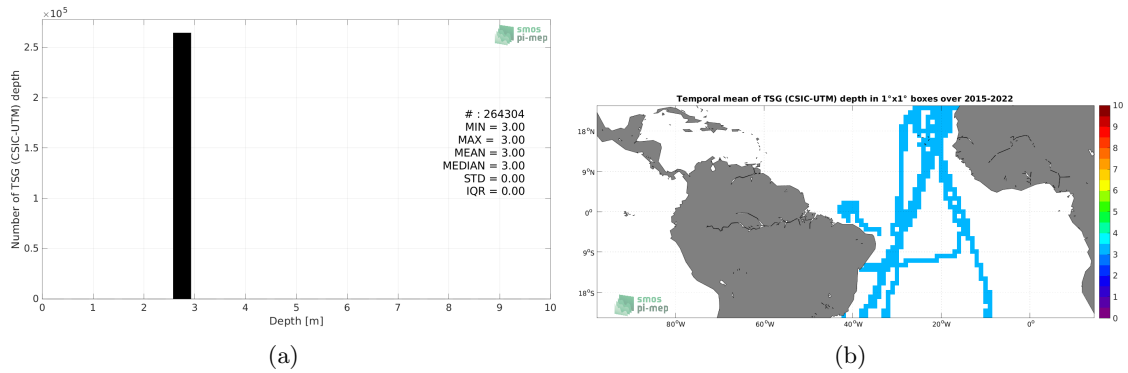 ×10^5
smos
pi-mep
Number of TSG (CSIC-UTM) depth
2.5
2
1.5
1
0.5
0
# : 264304
MIN = 3.00
MAX = 3.00
MEAN = 3.00
MEDIAN = 3.00
STD = 0.00
IQR = 0.00
0 1 2 3 4 5 6 7 8 9 10
Depth [m]
(a)
Temporal mean of TSG (CSIC-UTM) depth in 1°x1° boxes over 2015-2022
18°N
9°N
0°
9°S
18°S
smos
pi-mep
80°W 60°W 40°W 20°W 0°
10
9
8
7
6
5
4
3
2
1
0
(b)